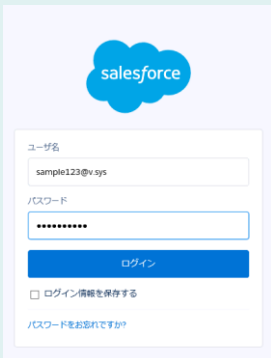 salesforce
ユーザ名
sample123@v.sys
パスワード
••••••••••
ログイン
ログイン情報を保存する
パスワードをお忘れですか?